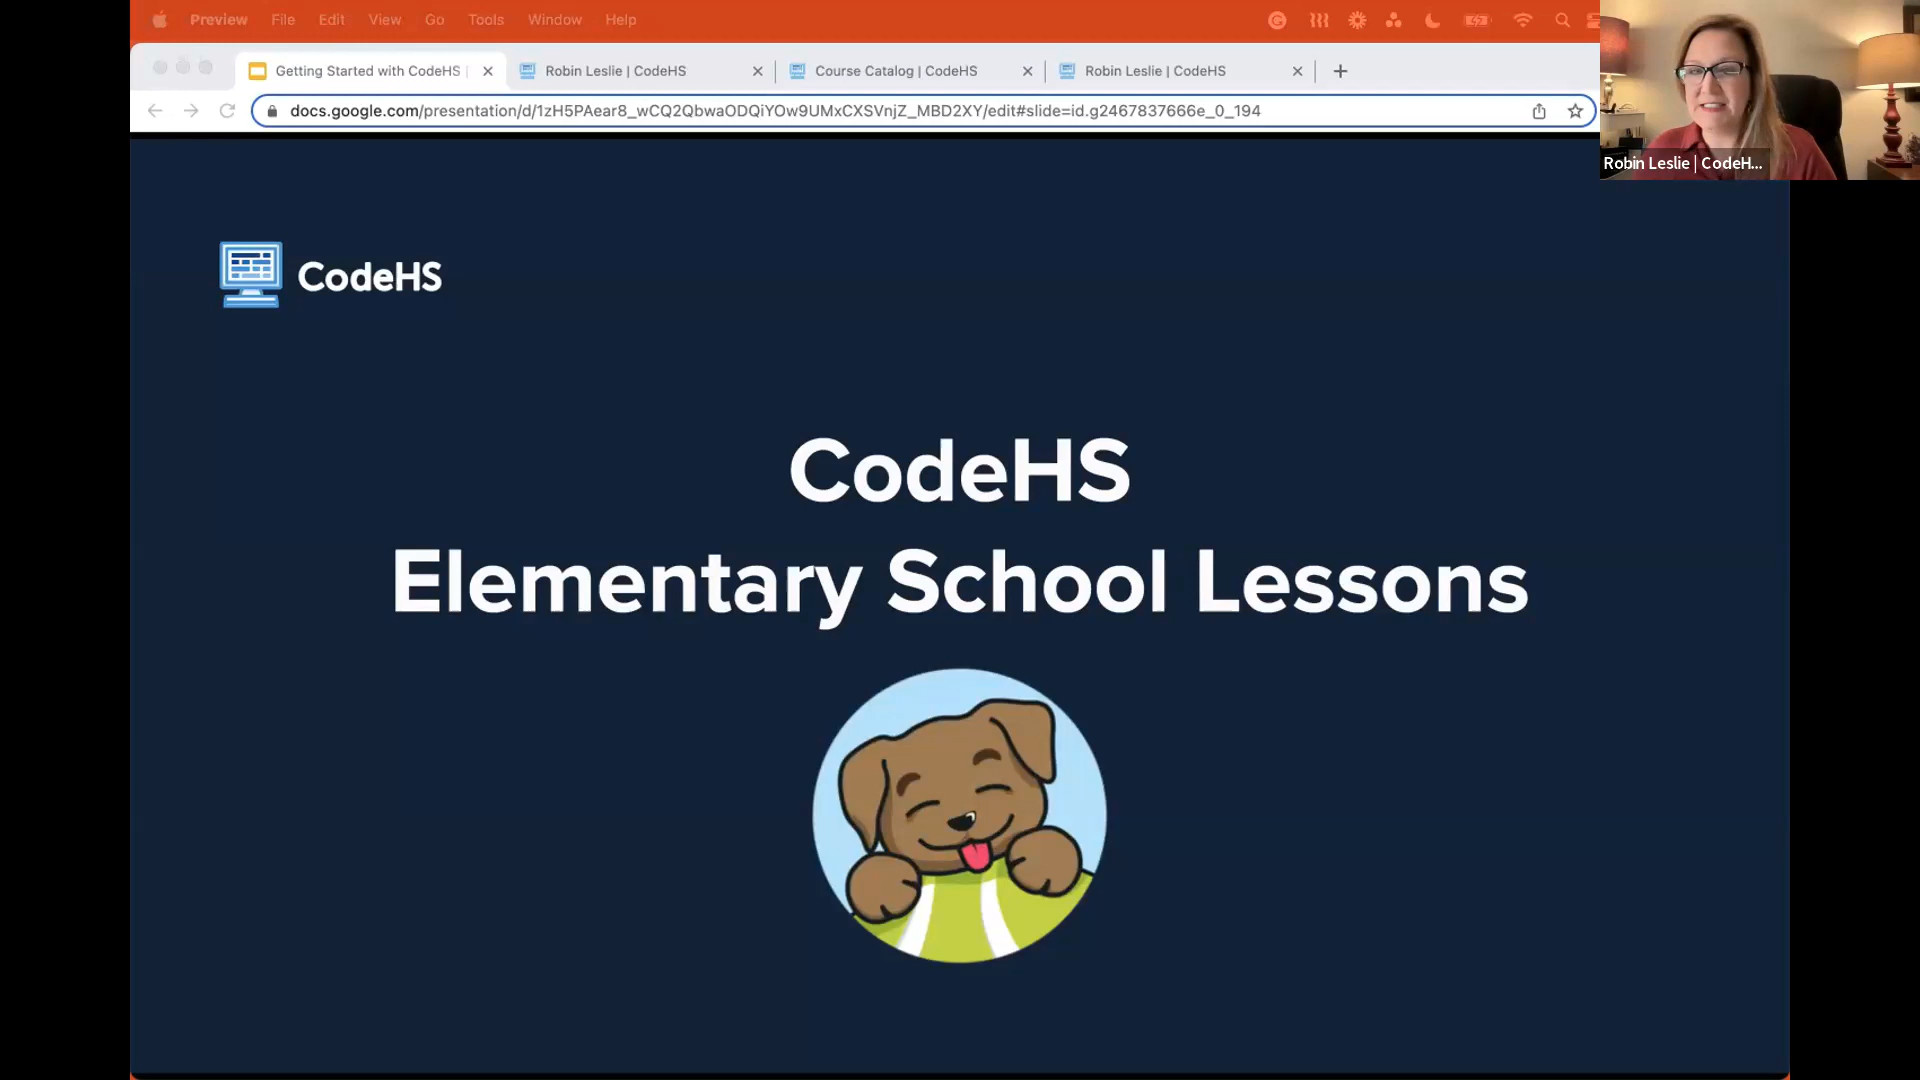 Preview File Edit View Go Tools Window Help
Getting Started with CodeHS | Robin Leslie | CodeHS Course Catalog | CodeHS Robin Leslie | CodeHS
docs.google.com/presentation/d/1zH5PAear8_wCQ2QbwaODQiYOw9UMxCXSVnjZ_MBD2XY/edit#slide=id.g2467837666e_0_194
Robin Leslie | CodeH...
CodeHS
CodeHS
Elementary School Lessons